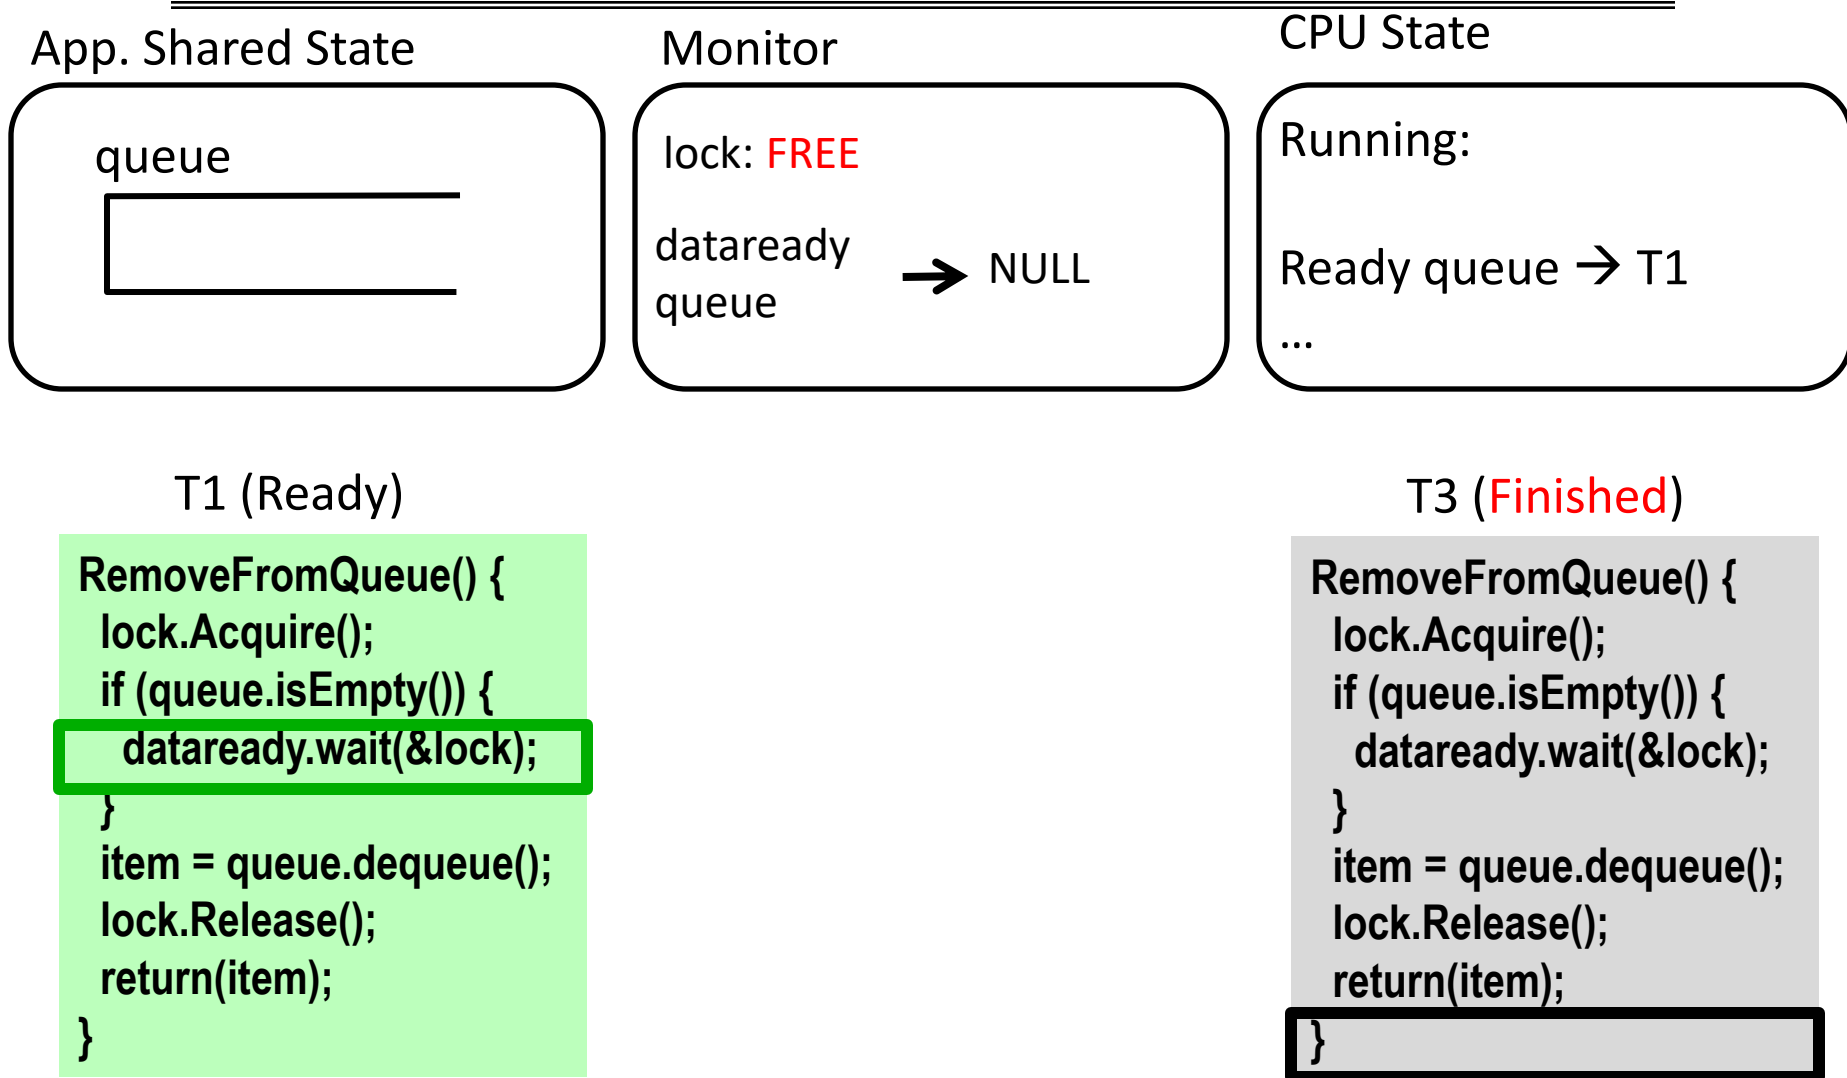 App. Shared State
Monitor
CPU State
queue
lock: FREE
dataready
queue
→ NULL
Running:
Ready queue → T1
...
T1 (Ready)
RemoveFromQueue() {
lock.Acquire();
if (queue.isEmpty()) {
dataready.wait(&lock);
}
item = queue.dequeue();
lock.Release();
return(item);
}
T3 (Finished)
RemoveFromQueue() {
lock.Acquire();
if (queue.isEmpty()) {
dataready.wait(&lock);
}
item = queue.dequeue();
lock.Release();
return(item);
}